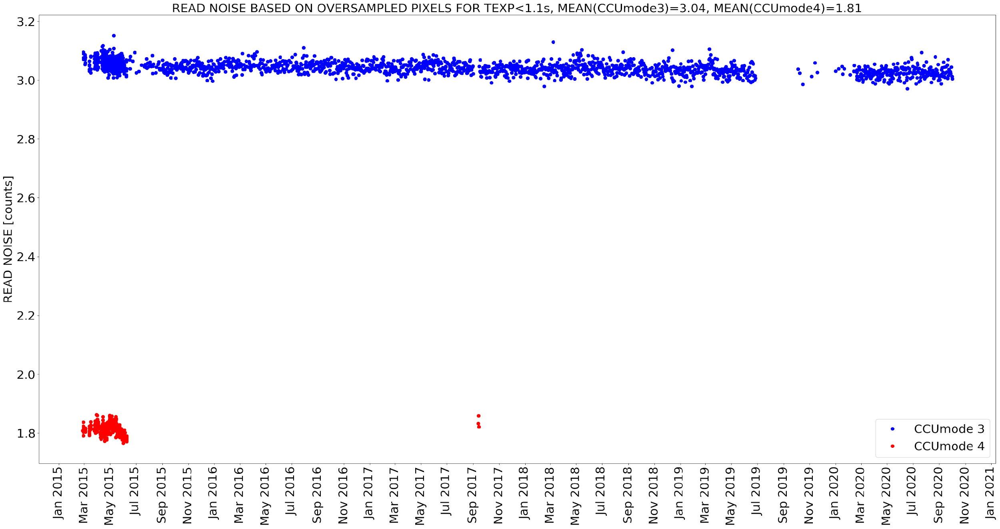 READ NOISE BASED ON OVERSAMPLED PIXELS FOR TEXP<1.1s, MEAN(CCUmode3)=3.04, MEAN(CCUmode4)=1.81
READ NOISE [counts]
3.2
3.0
2.8
2.6
2.4
2.2
2.0
1.8
CCUmode 3
CCUmode 4
Jan 2015
Mar 2015
May 2015
Jul 2015
Sep 2015
Nov 2015
Jan 2016
Mar 2016
May 2016
Jul 2016
Sep 2016
Nov 2016
Jan 2017
Mar 2017
May 2017
Jul 2017
Sep 2017
Nov 2017
Jan 2018
Mar 2018
May 2018
Jul 2018
Sep 2018
Nov 2018
Jan 2019
Mar 2019
May 2019
Jul 2019
Sep 2019
Nov 2019
Jan 2020
Mar 2020
May 2020
Jul 2020
Sep 2020
Nov 2020
Jan 2021